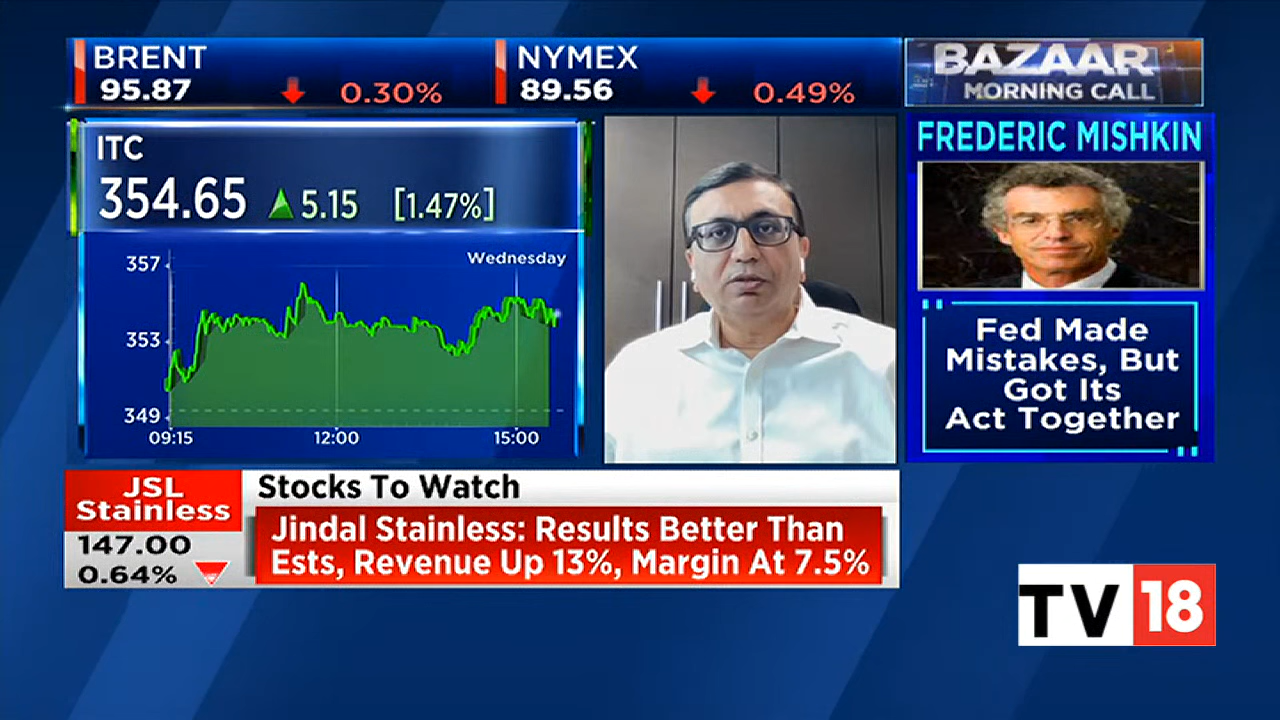 BRENT
95.87 0.30%
NYMEX
89.56 0.49%
BAZAAR
MORNING CALL
ITC
354.65 5.15 [1.47%]
Wednesday
357
353
349
09:15 12:00 15:00
FREDERIC MISHKIN
" Fed Made
Mistakes, But
Got Its
Act Together "
JSL
Stainless
147.00
0.64%
Stocks To Watch
Jindal Stainless: Results Better Than
Ests, Revenue Up 13%, Margin At 7.5%
TV 18